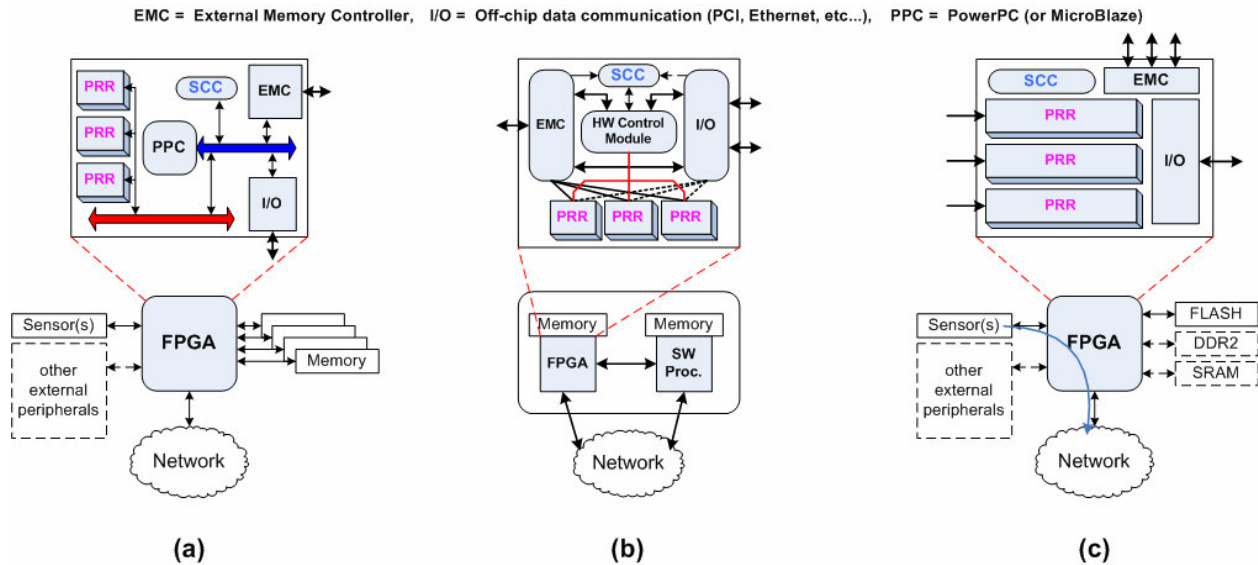 EMC = External Memory Controller, I/O = Off-chip data communication (PCI, Ethernet, etc...), PPC = PowerPC (or MicroBlaze)
PRR
PRR
PRR
SCC
EMC
PPC
I/O
Sensor(s)
other
external
peripherals
FPGA
Memory
Network
(a)
SCC
EMC
HW Control
Module
I/O
PRR
PRR
PRR
Memory
Memory
FPGA
SW
Proc.
Network
(b)
SCC
EMC
PRR
PRR
PRR
I/O
Sensor(s)
other
external
peripherals
FPGA
FLASH
DDR2
SRAM
Network
(c)